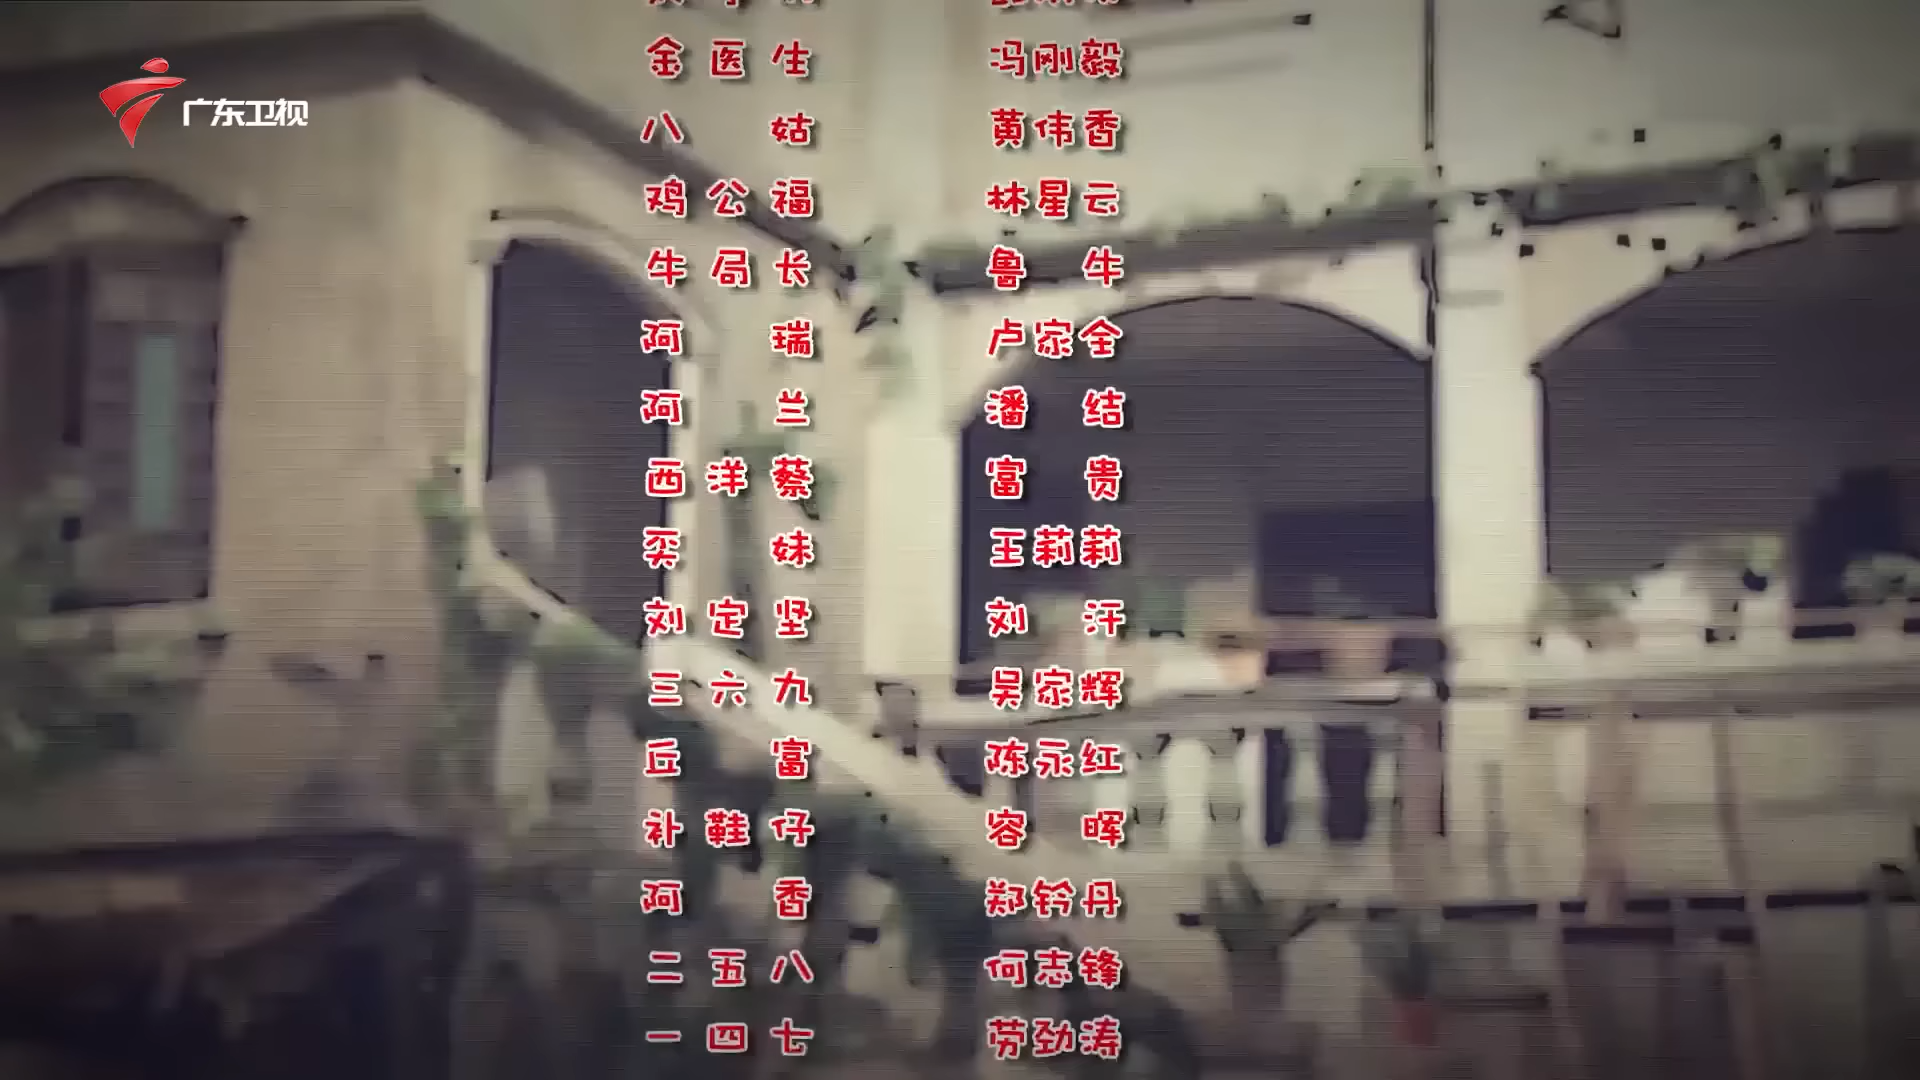 金医生 冯刚毅
广东卫视
八姑 黄伟香
鸡公福 林星云
牛局长 鲁牛
阿瑞 卢家全
阿兰 潘结
西洋蔡 富贵
奀妹 王莉莉
刘定坚 刘汗
三六九 吴家辉
丘富 陈永红
补鞋仔 容晖
阿香 郑铃丹
二五八 何志锋
一四七 劳劲涛